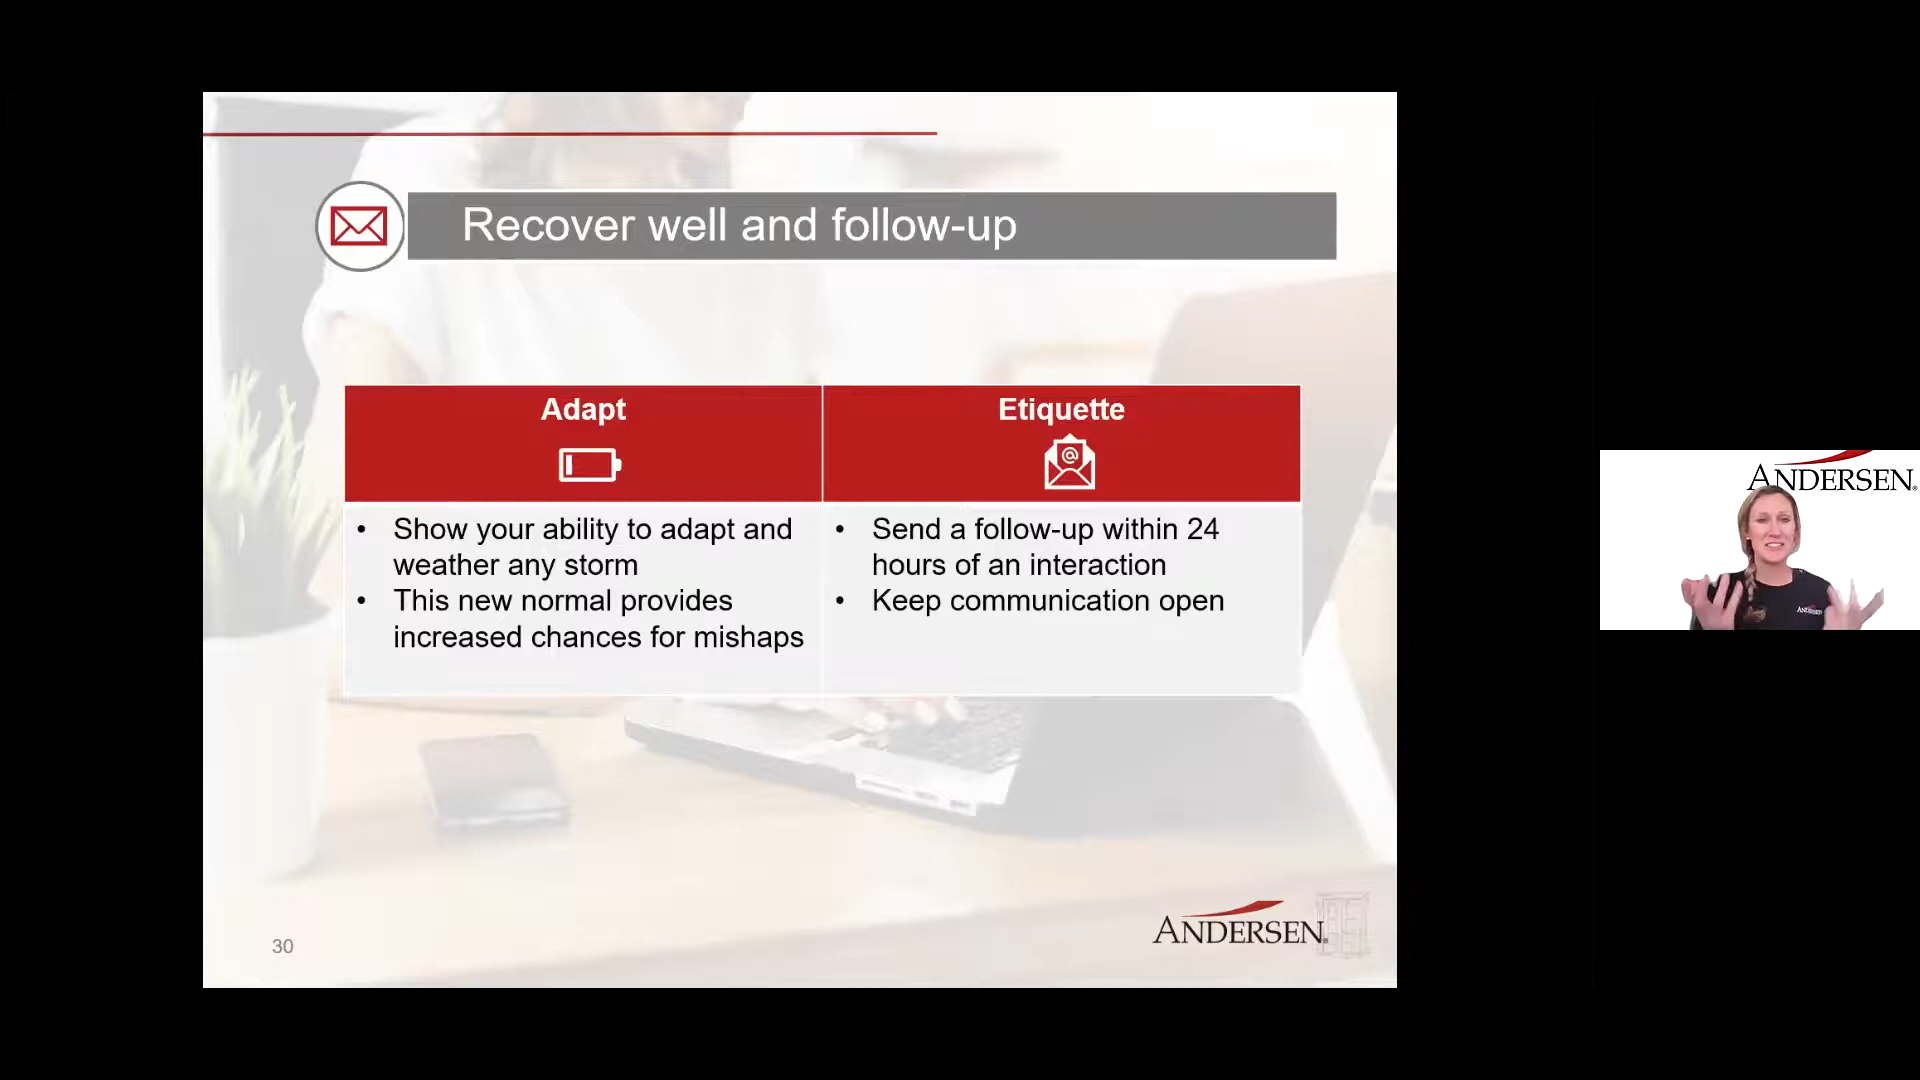 Recover well and follow-up
Adapt
Etiquette
@
• Show your ability to adapt and
weather any storm
• This new normal provides
increased chances for mishaps
• Send a follow-up within 24
hours of an interaction
• Keep communication open
30
ANDERSEN®
ANDERSEN®
ANDERSEN